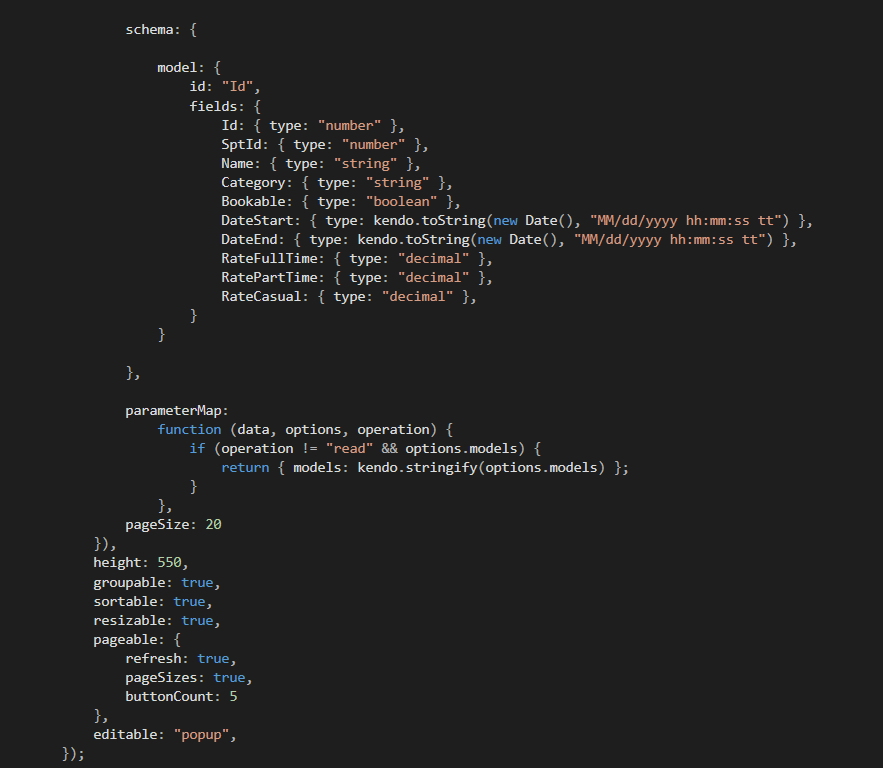 schema: {
model: {
id: "Id",
fields: {
Id: { type: "number" },
SptId: { type: "number" },
Name: { type: "string" },
Category: { type: "string" },
Bookable: { type: "boolean" },
DateStart: { type: kendo.toString(new Date(), "MM/dd/yyyy hh:mm:ss tt") },
DateEnd: { type: kendo.toString(new Date(), "MM/dd/yyyy hh:mm:ss tt") },
RateFullTime: { type: "decimal" },
RatePartTime: { type: "decimal" },
RateCasual: { type: "decimal" },
}
}
},
parameterMap:
function (data, options, operation) {
if (operation != "read" && options.models) {
return { models: kendo.stringify(options.models) };
}
},
pageSize: 20
}),
height: 550,
groupable: true,
sortable: true,
resizable: true,
pageable: {
refresh: true,
pageSizes: true,
buttonCount: 5
},
editable: "popup",
});